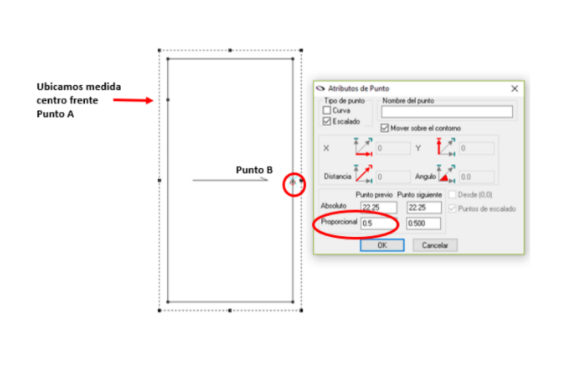 Ubicamos medida
centro frente
Punto A
Punto B
Atributos de Punto
Tipo de punto
Curva
Escalado
Nombre del punto
Mover sobre el contorno
X 0 Y 0
Distancia 0 Angulo 0.0
Punto previo Punto siguiente Desde (0,0)
Absoluto 22.25 22.25 Puntos de escalado
Proporcional 0.5 0.500
OK Cancelar